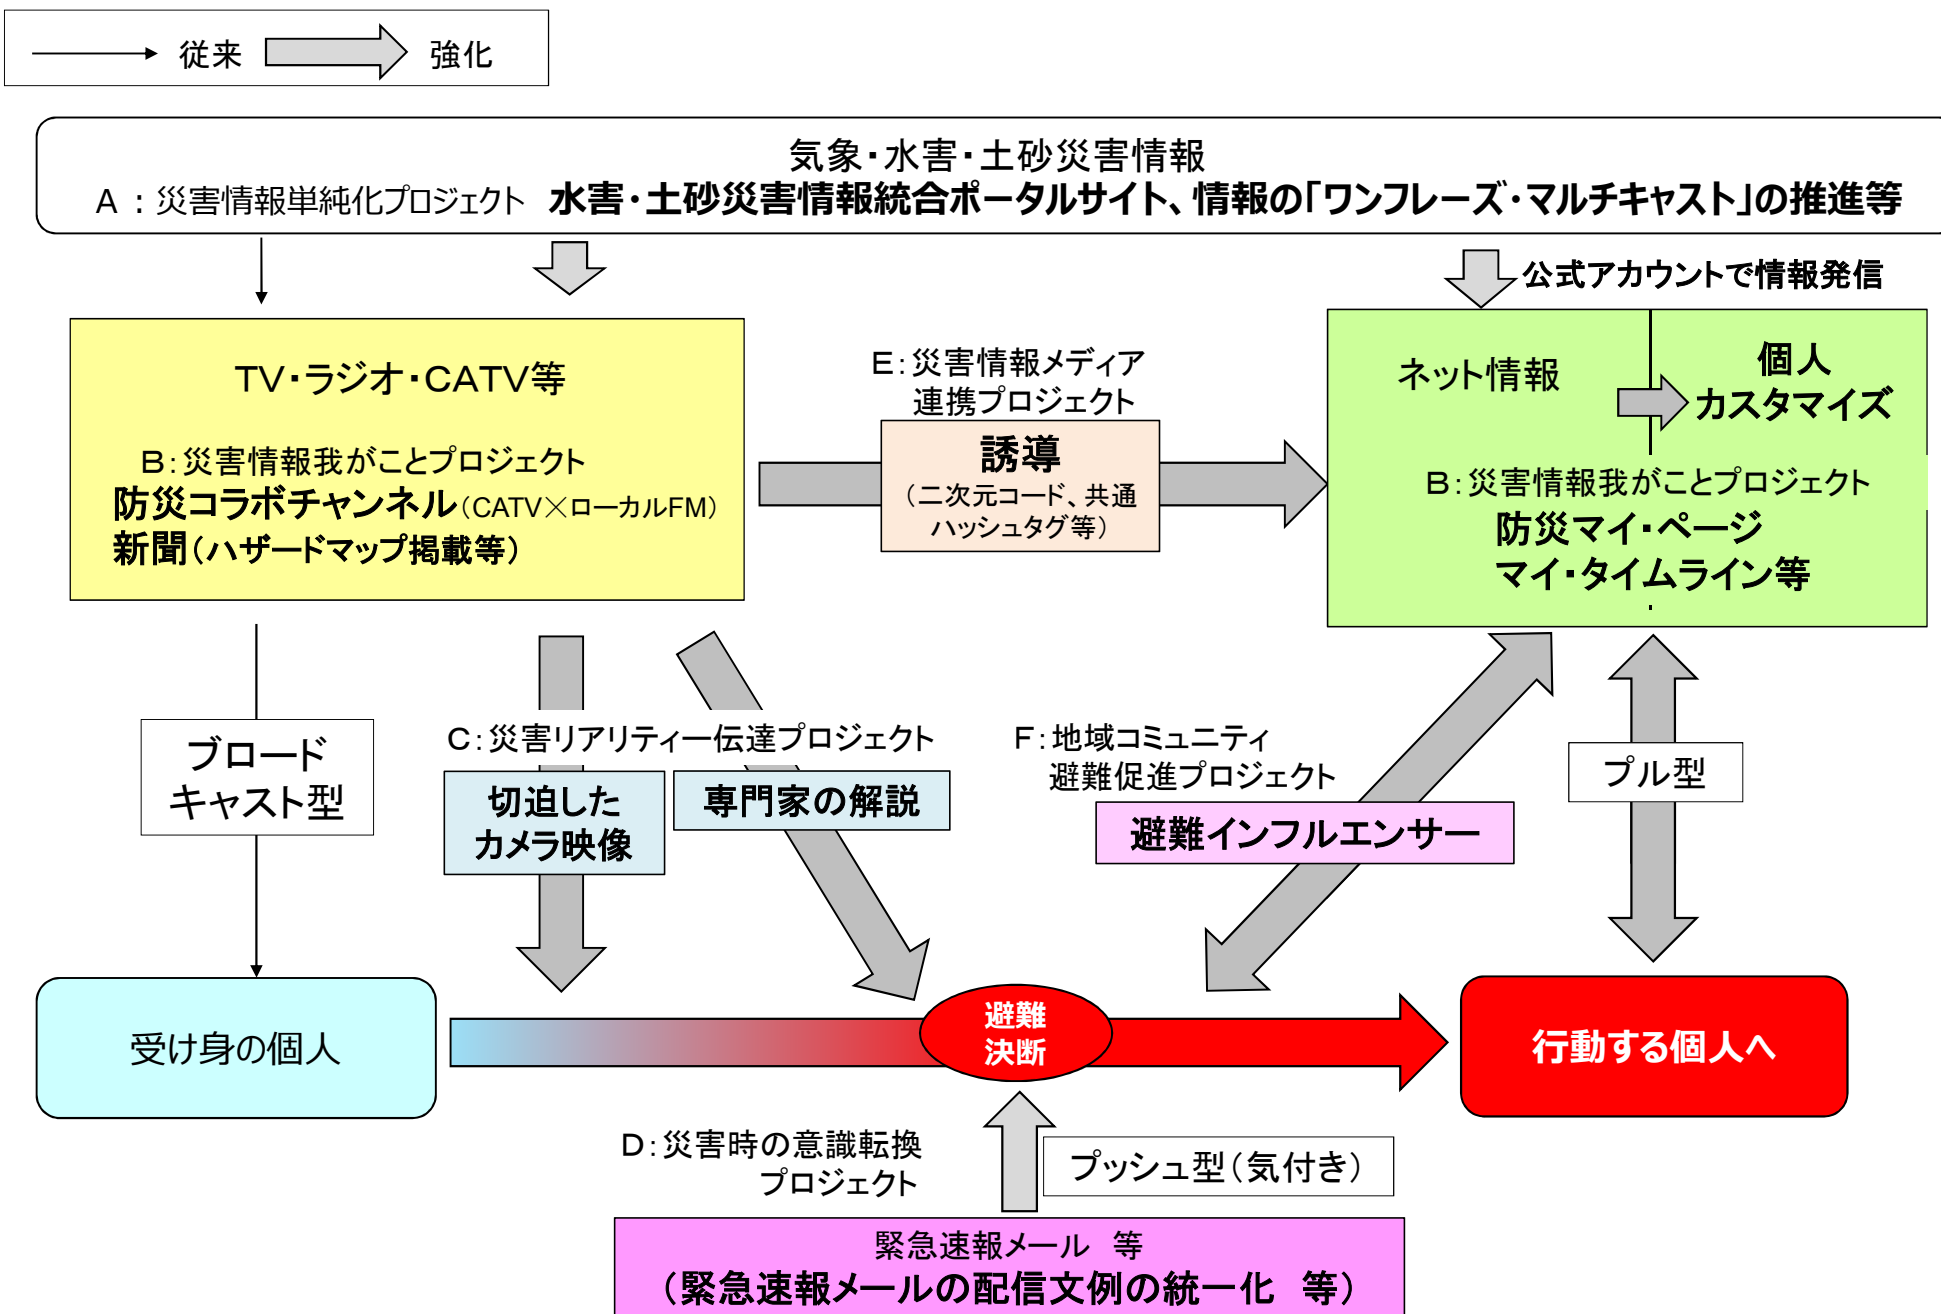 従来
強化
気象・水害・土砂災害情報
A：災害情報単純化プロジェクト 水害・土砂災害情報統合ポータルサイト、情報の「ワンフレーズ・マルチキャスト」の推進等
公式アカウントで情報発信
TV・ラジオ・CATV等
B：災害情報我がことプロジェクト
防災コラボチャンネル（CATV×ローカルFM）
新聞（ハザードマップ掲載等）
E：災害情報メディア
連携プロジェクト
誘導
（二次元コード、共通
ハッシュタグ等）
ネット情報
個人
カスタマイズ
B：災害情報我がことプロジェクト
防災マイ・ページ
マイ・タイムライン等
ブロード
キャスト型
C：災害リアリティー伝達プロジェクト
切迫した
カメラ映像
専門家の解説
F：地域コミュニティ
避難促進プロジェクト
避難インフルエンサー
プル型
受け身の個人
避難
決断
行動する個人へ
D：災害時の意識転換
プロジェクト
プッシュ型（気付き）
緊急速報メール 等
（緊急速報メールの配信文例の統一化 等）